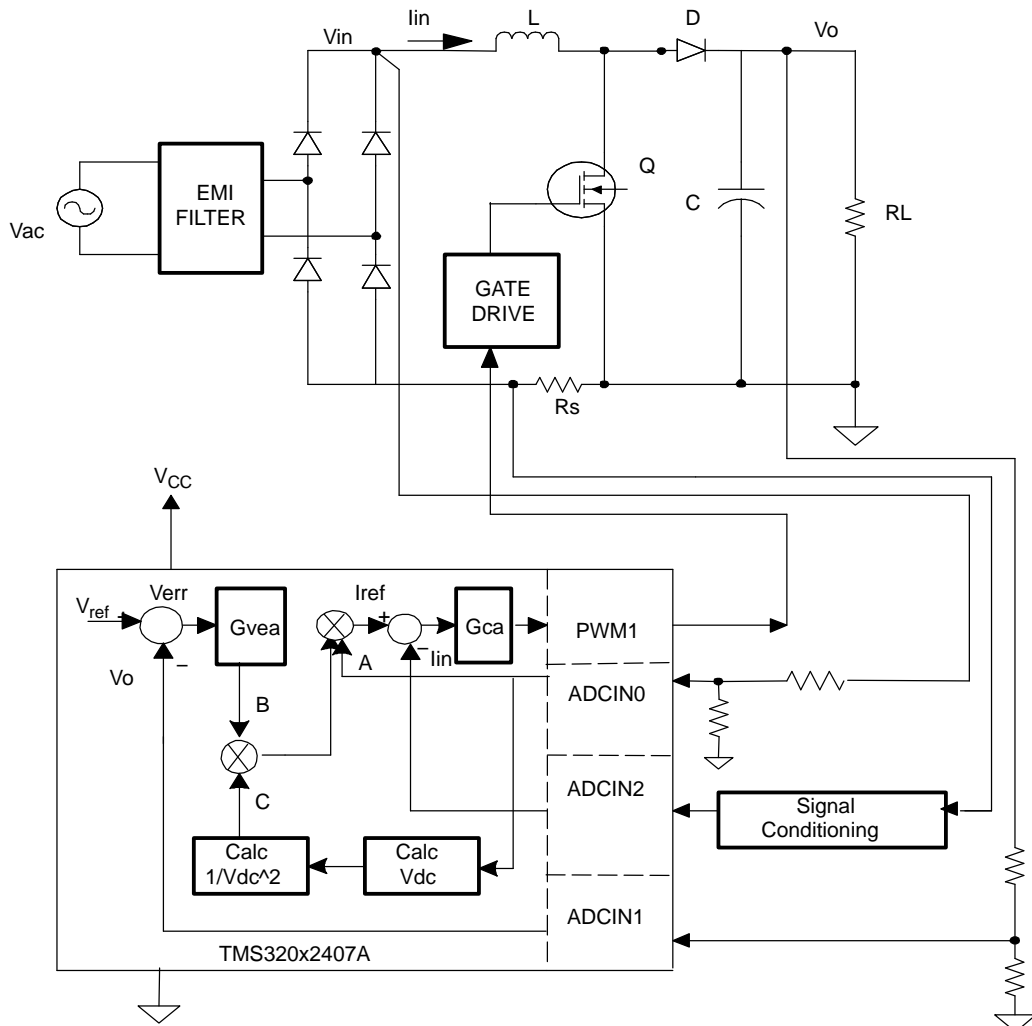 Iin
L
D
Vin
Vo
Vac
EMI
FILTER
Q
C
RL
GATE
DRIVE
Rs
VCC
Vref
Verr
Gvea
Iref
+
−
Gca
PWM1
Vo
−
A
Iin
ADCIN0
B
C
ADCIN2
Signal
Conditioning
Calc
1/Vdc^2
Calc
Vdc
ADCIN1
TMS320x2407A